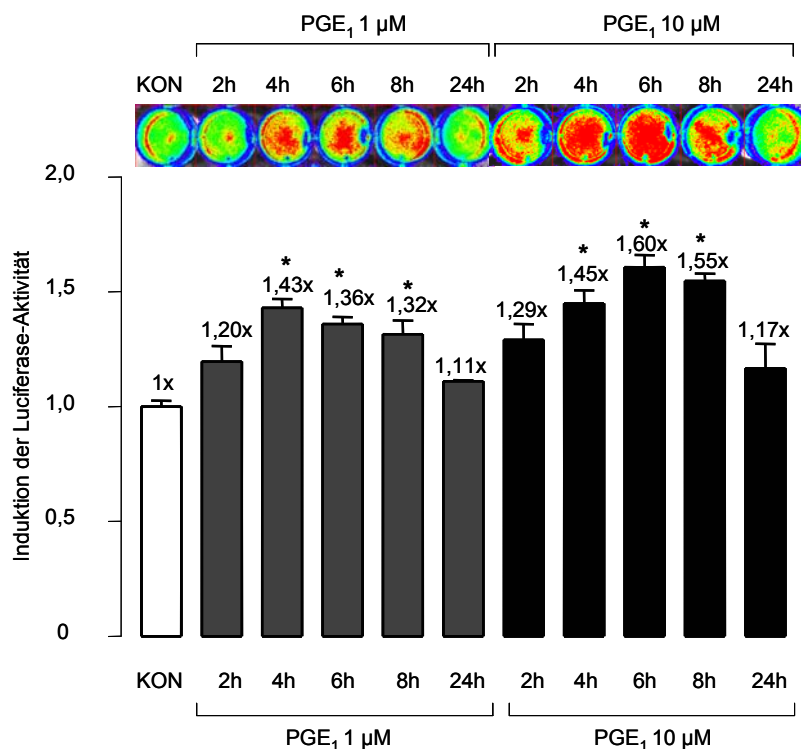 PGE1 1 µM PGE1 10 µM
KON 2h 4h 6h 8h 24h 2h 4h 6h 8h 24h
2,0
1,5
1,0
0,5
0
Induktion der Luciferase-Aktivität
1x
1,20x
*
1,43x
*
1,36x
*
1,32x
1,11x
1,29x
*
1,45x
*
1,60x
*
1,55x
1,17x
KON 2h 4h 6h 8h 24h 2h 4h 6h 8h 24h
PGE1 1 µM PGE1 10 µM